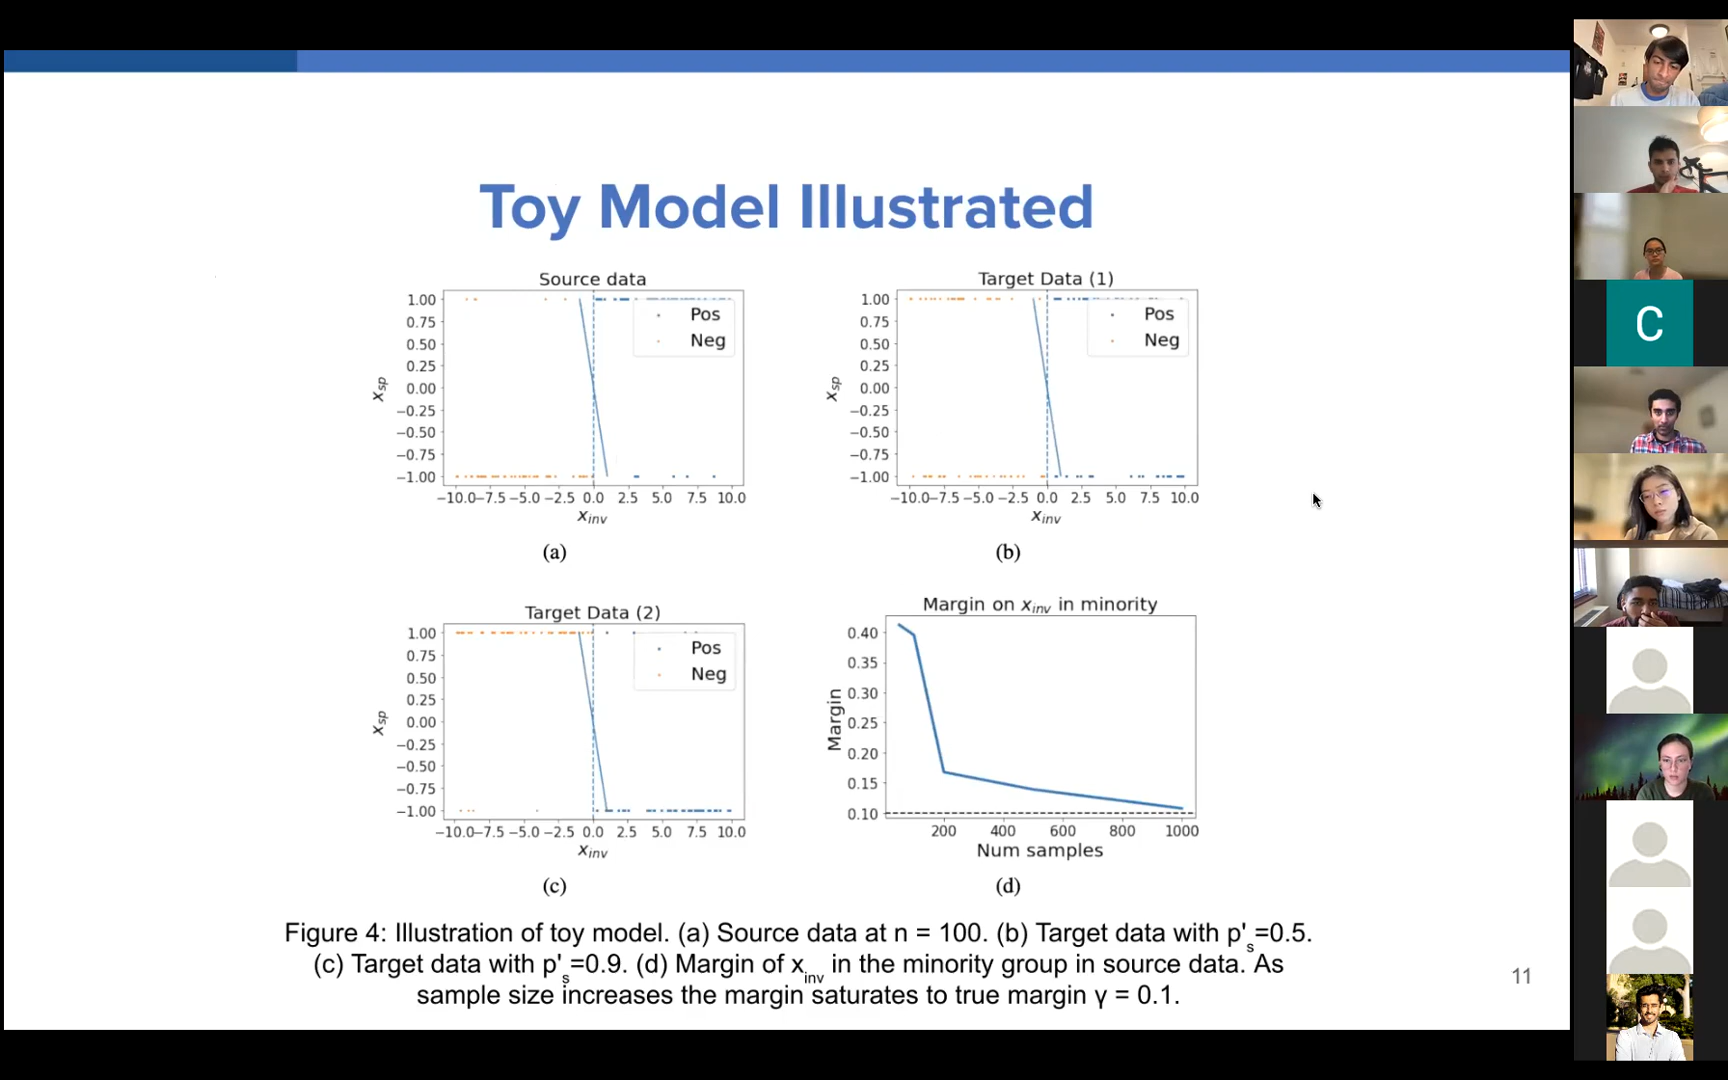 Toy Model Illustrated
Source data
1.00
0.75
0.50
0.25
0.00
−0.25
−0.50
−0.75
−1.00
x_sp
Pos
Neg
−10.0−7.5 −5.0 −2.5 0.0 2.5 5.0 7.5 10.0
x_inv
(a)
Target Data (1)
1.00
0.75
0.50
0.25
0.00
−0.25
−0.50
−0.75
−1.00
x_sp
Pos
Neg
−10.0−7.5 −5.0 −2.5 0.0 2.5 5.0 7.5 10.0
x_inv
(b)
Target Data (2)
1.00
0.75
0.50
0.25
0.00
−0.25
−0.50
−0.75
−1.00
x_sp
Pos
Neg
−10.0−7.5 −5.0 −2.5 0.0 2.5 5.0 7.5 10.0
x_inv
(c)
Margin on x_inv in minority
0.40
0.35
0.30
0.25
0.20
0.15
0.10
Margin
200 400 600 800 1000
Num samples
(d)
Figure 4: Illustration of toy model. (a) Source data at n = 100. (b) Target data with p'_s=0.5.
(c) Target data with p'_s=0.9. (d) Margin of x_inv in the minority group in source data. As
sample size increases the margin saturates to true margin γ = 0.1.
11
C